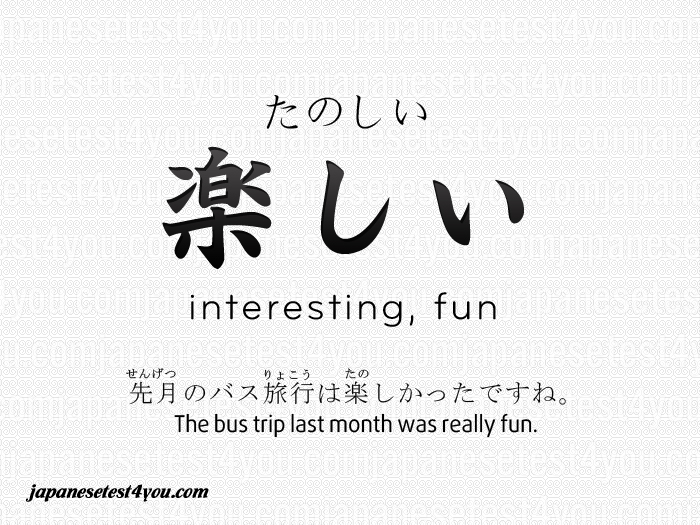 たのしい
楽しい
interesting, fun
せんげつ りょこう たの
先月のバス旅行は楽しかったですね。
The bus trip last month was really fun.
japanesetest4you.com